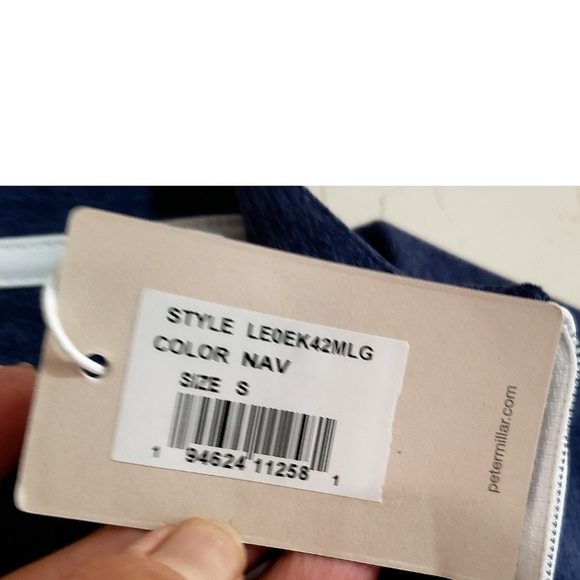 STYLE LE0EK42MLG
COLOR NAV
SIZE S
1 94624 11258 1
petermillar.com